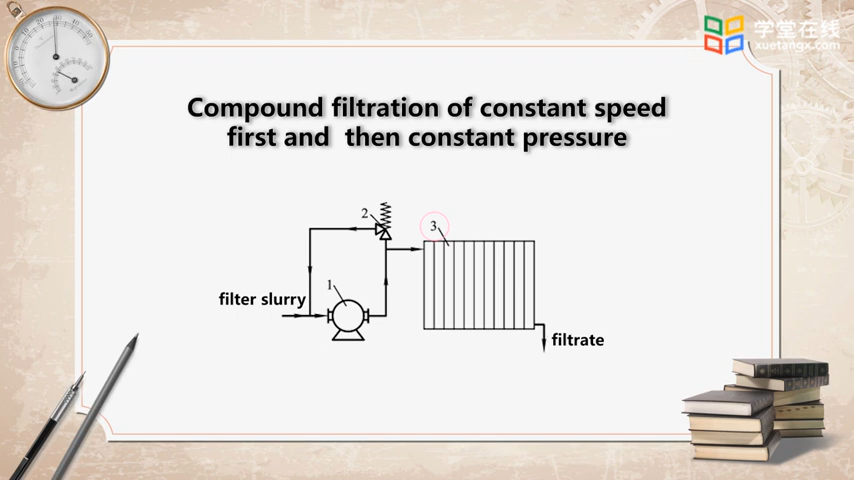 学堂在线
xuetangx.com
Compound filtration of constant speed
first and then constant pressure
2
3
1
filter slurry
filtrate